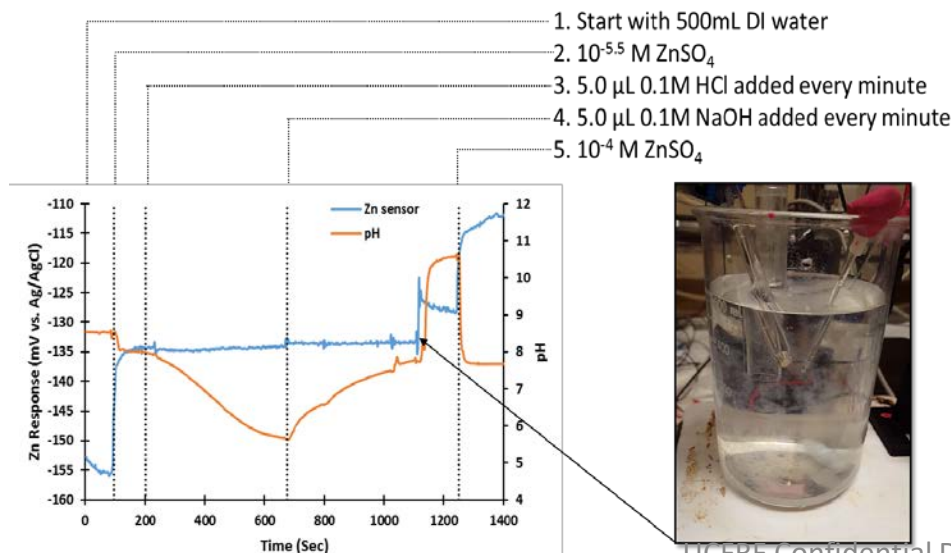 1. Start with 500mL DI water
2. 10-5.5 M ZnSO4
3. 5.0 µL 0.1M HCl added every minute
4. 5.0 µL 0.1M NaOH added every minute
5. 10-4 M ZnSO4
-110
-115
-120
-125
-130
-135
-140
-145
-150
-155
-160
Zn Response (mV vs. Ag/AgCl)
Zn sensor
pH
12
11
10
9
8
7
6
5
4
pH
0
200
400
600
800
1000
1200
1400
Time (Sec)
Confidential